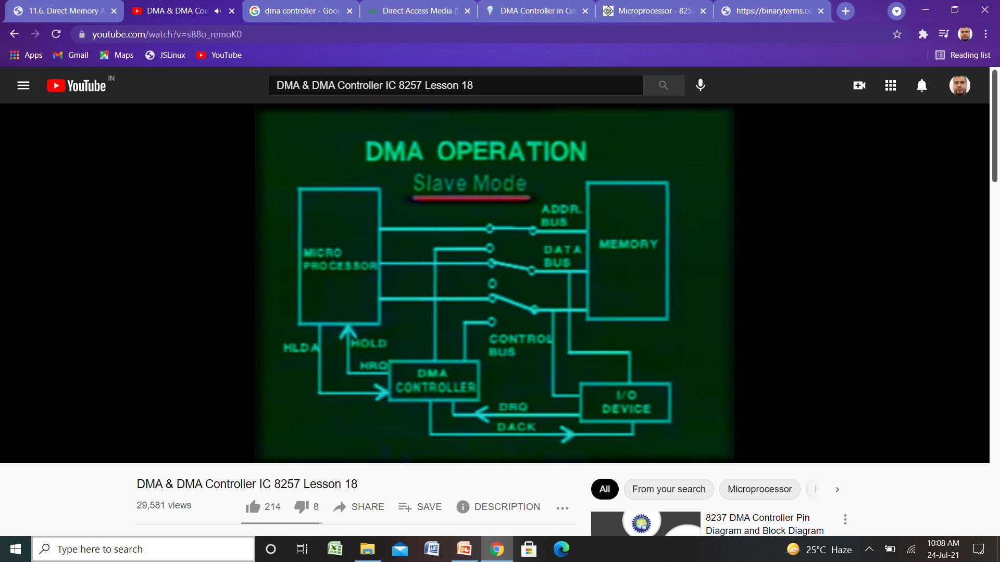 11.6. Direct Memory A
DMA & DMA Con
dma controller - Goog
Direct Access Media (
DMA Controller in Co
Microprocessor - 825
https://binaryterms.co
youtube.com/watch?v=sB8o_remoK0
Apps
Gmail
Maps
JSLinux
YouTube
Reading list
YouTube IN
DMA & DMA Controller IC 8257 Lesson 18
DMA OPERATION
Slave Mode
ADDR.
BUS
MICRO
PROCESSOR
DATA
BUS
MEMORY
CONTROL
BUS
HLDA
HOLD
HRQ
DMA
CONTROLLER
I/O
DEVICE
DRQ
DACK
DMA & DMA Controller IC 8257 Lesson 18
29,581 views
214
8
SHARE
SAVE
DESCRIPTION
All
From your search
Microprocessor
8237 DMA Controller Pin
Diagram and Block Diagram
Type here to search
25°C Haze
10:08 AM
24-Jul-21